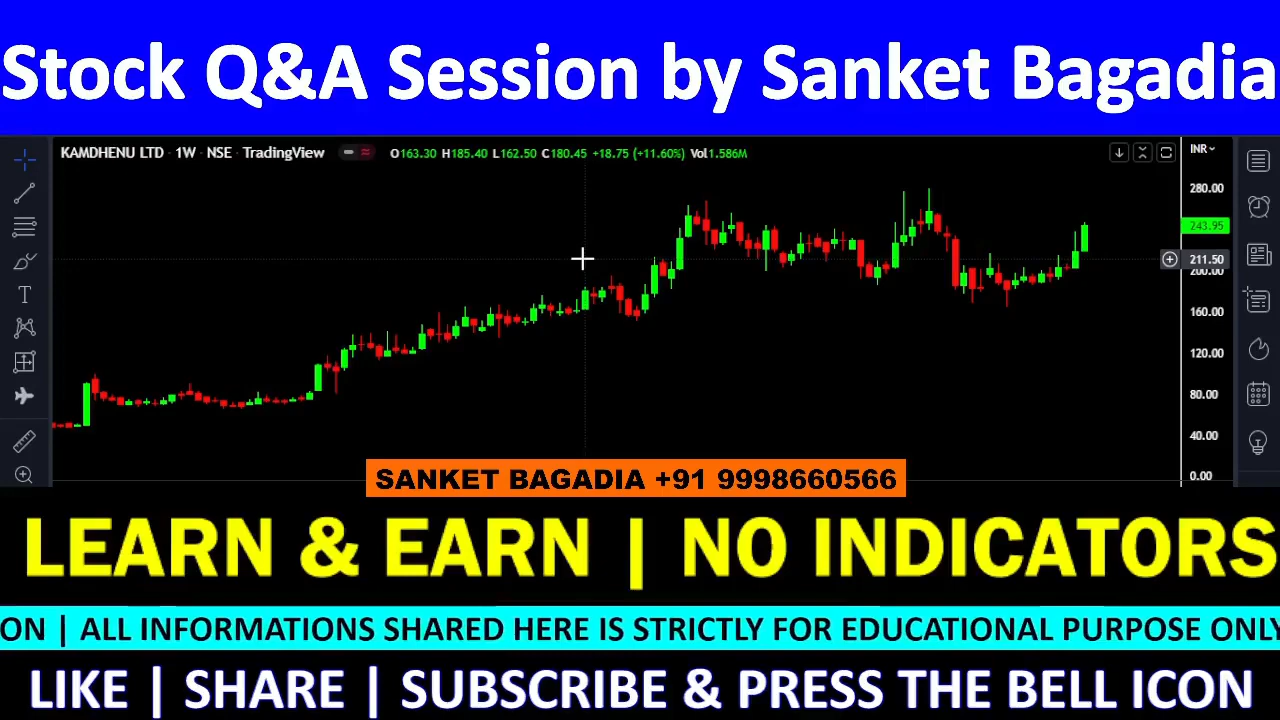 Stock Q&A Session by Sanket Bagadia
KAMDHENU LTD · 1W · NSE · TradingView O163.30 H185.40 L162.50 C180.45 +18.75 (+11.60%) Vol1.586M
INR
280.00
243.95
211.50
200.00
160.00
120.00
80.00
40.00
0.00
T
SANKET BAGADIA +91 9998660566
LEARN & EARN | NO INDICATORS
ON | ALL INFORMATIONS SHARED HERE IS STRICTLY FOR EDUCATIONAL PURPOSE ONLY
LIKE | SHARE | SUBSCRIBE & PRESS THE BELL ICON